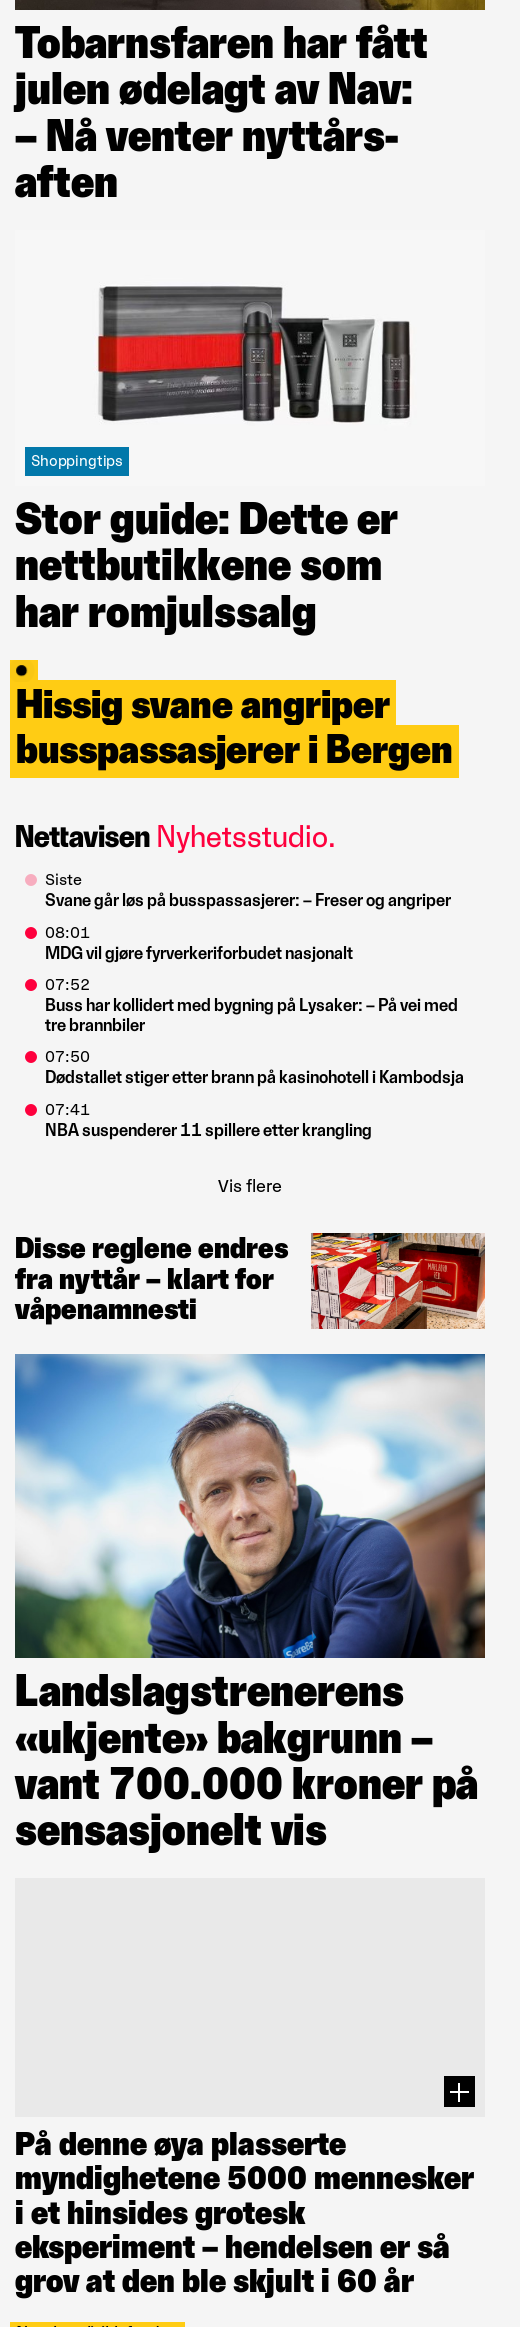 Tobarnsfaren har fått
julen ødelagt av Nav:
– Nå venter nyttårs-
aften
Shoppingtips
Stor guide: Dette er
nettbutikkene som
har romjulssalg
Hissig svane angriper
busspassasjerer i Bergen
Nettavisen Nyhetsstudio.
Siste
Svane går løs på busspassasjerer: – Freser og angriper
08:01
MDG vil gjøre fyrverkeriforbudet nasjonalt
07:52
Buss har kollidert med bygning på Lysaker: – På vei med
tre brannbiler
07:50
Dødstallet stiger etter brann på kasinohotell i Kambodsja
07:41
NBA suspenderer 11 spillere etter krangling
Vis flere
Disse reglene endres
fra nyttår – klart for
våpenamnesti
Landslagstrenerens
«ukjente» bakgrunn –
vant 700.000 kroner på
sensasjonelt vis
På denne øya plasserte
myndighetene 5000 mennesker
i et hinsides grotesk
eksperiment – hendelsen er så
grov at den ble skjult i 60 år